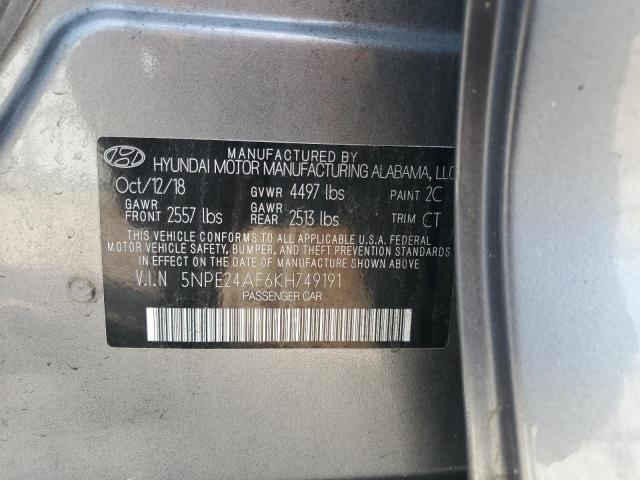 MANUFACTURED BY
HYUNDAI MOTOR MANUFACTURING ALABAMA, LLC
Oct/12/18 GVWR 4497 lbs PAINT 2C
GAWR FRONT 2557 lbs GAWR REAR 2513 lbs TRIM CT
THIS VEHICLE CONFORMS TO ALL APPLICABLE U.S.A. FEDERAL
MOTOR VEHICLE SAFETY, BUMPER, AND THEFT PREVENTION STANDARDS
IN EFFECT ON THE DATE OF MANUFACTURE SHOWN ABOVE.
V.I.N 5NPE24AF6KH749191
PASSENGER CAR